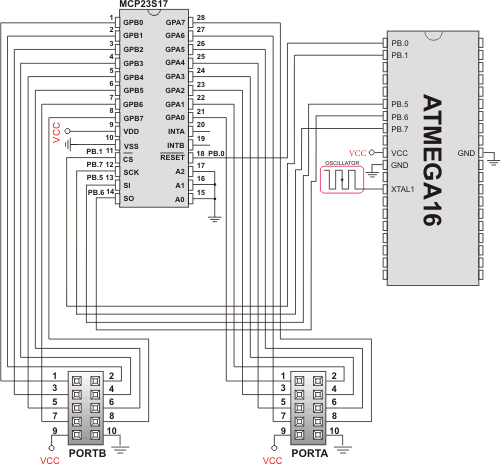 MCP23S17
1 GPB0 GPA7 28
2 GPB1 GPA6 27
3 GPB2 GPA5 26
4 GPB3 GPA4 25
5 GPB4 GPA3 24
6 GPB5 GPA2 23
7 GPB6 GPA1 22
8 GPB7 GPA0 21
VCC 9 VDD INTA 20
10 VSS INTB 19
PB.1 11 CS RESET 18 PB.0
PB.7 12 SCK A2 17
PB.5 13 SI A1 16
PB.6 14 SO A0 15
ATMEGA16
PB.0
PB.1
PB.5
PB.6
PB.7
VCC VCC
GND GND
OSCILLATOR
XTAL1
1 2
3 4
5 6
7 8
9 10
VCC PORTB
1 2
3 4
5 6
7 8
9 10
VCC PORTA